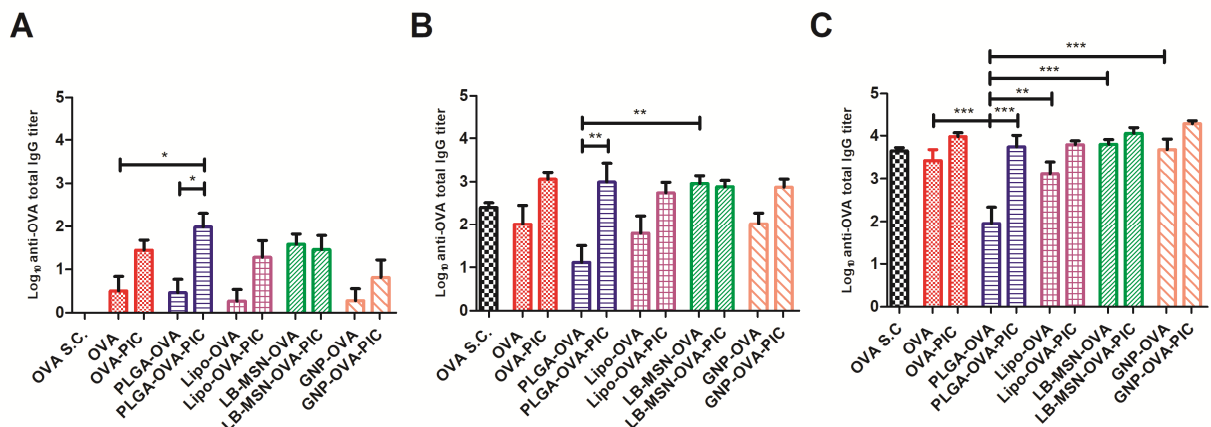 A
Log10 anti-OVA total IgG titer
5
4
3
2
1
0
*
*
OVA S.C.
OVA
OVA-PIC
PLGA-OVA
PLGA-OVA-PIC
Lipo-OVA
Lipo-OVA-PIC
LB-MSN-OVA
LB-MSN-OVA-PIC
GNP-OVA
GNP-OVA-PIC
B
Log10 anti-OVA total IgG titer
5
4
3
2
1
0
**
**
OVA S.C.
OVA
OVA-PIC
PLGA-OVA
PLGA-OVA-PIC
Lipo-OVA
Lipo-OVA-PIC
LB-MSN-OVA
LB-MSN-OVA-PIC
GNP-OVA
GNP-OVA-PIC
C
Log10 anti-OVA total IgG titer
5
4
3
2
1
0
***
***
**
*** ***
OVA S.C
OVA
OVA-PIC
PLGA-OVA
PLGA-OVA-PIC
Lipo-OVA
Lipo-OVA-PIC
LB-MSN-OVA
LB-MSN-OVA-PIC
GNP-OVA
GNP-OVA-PIC